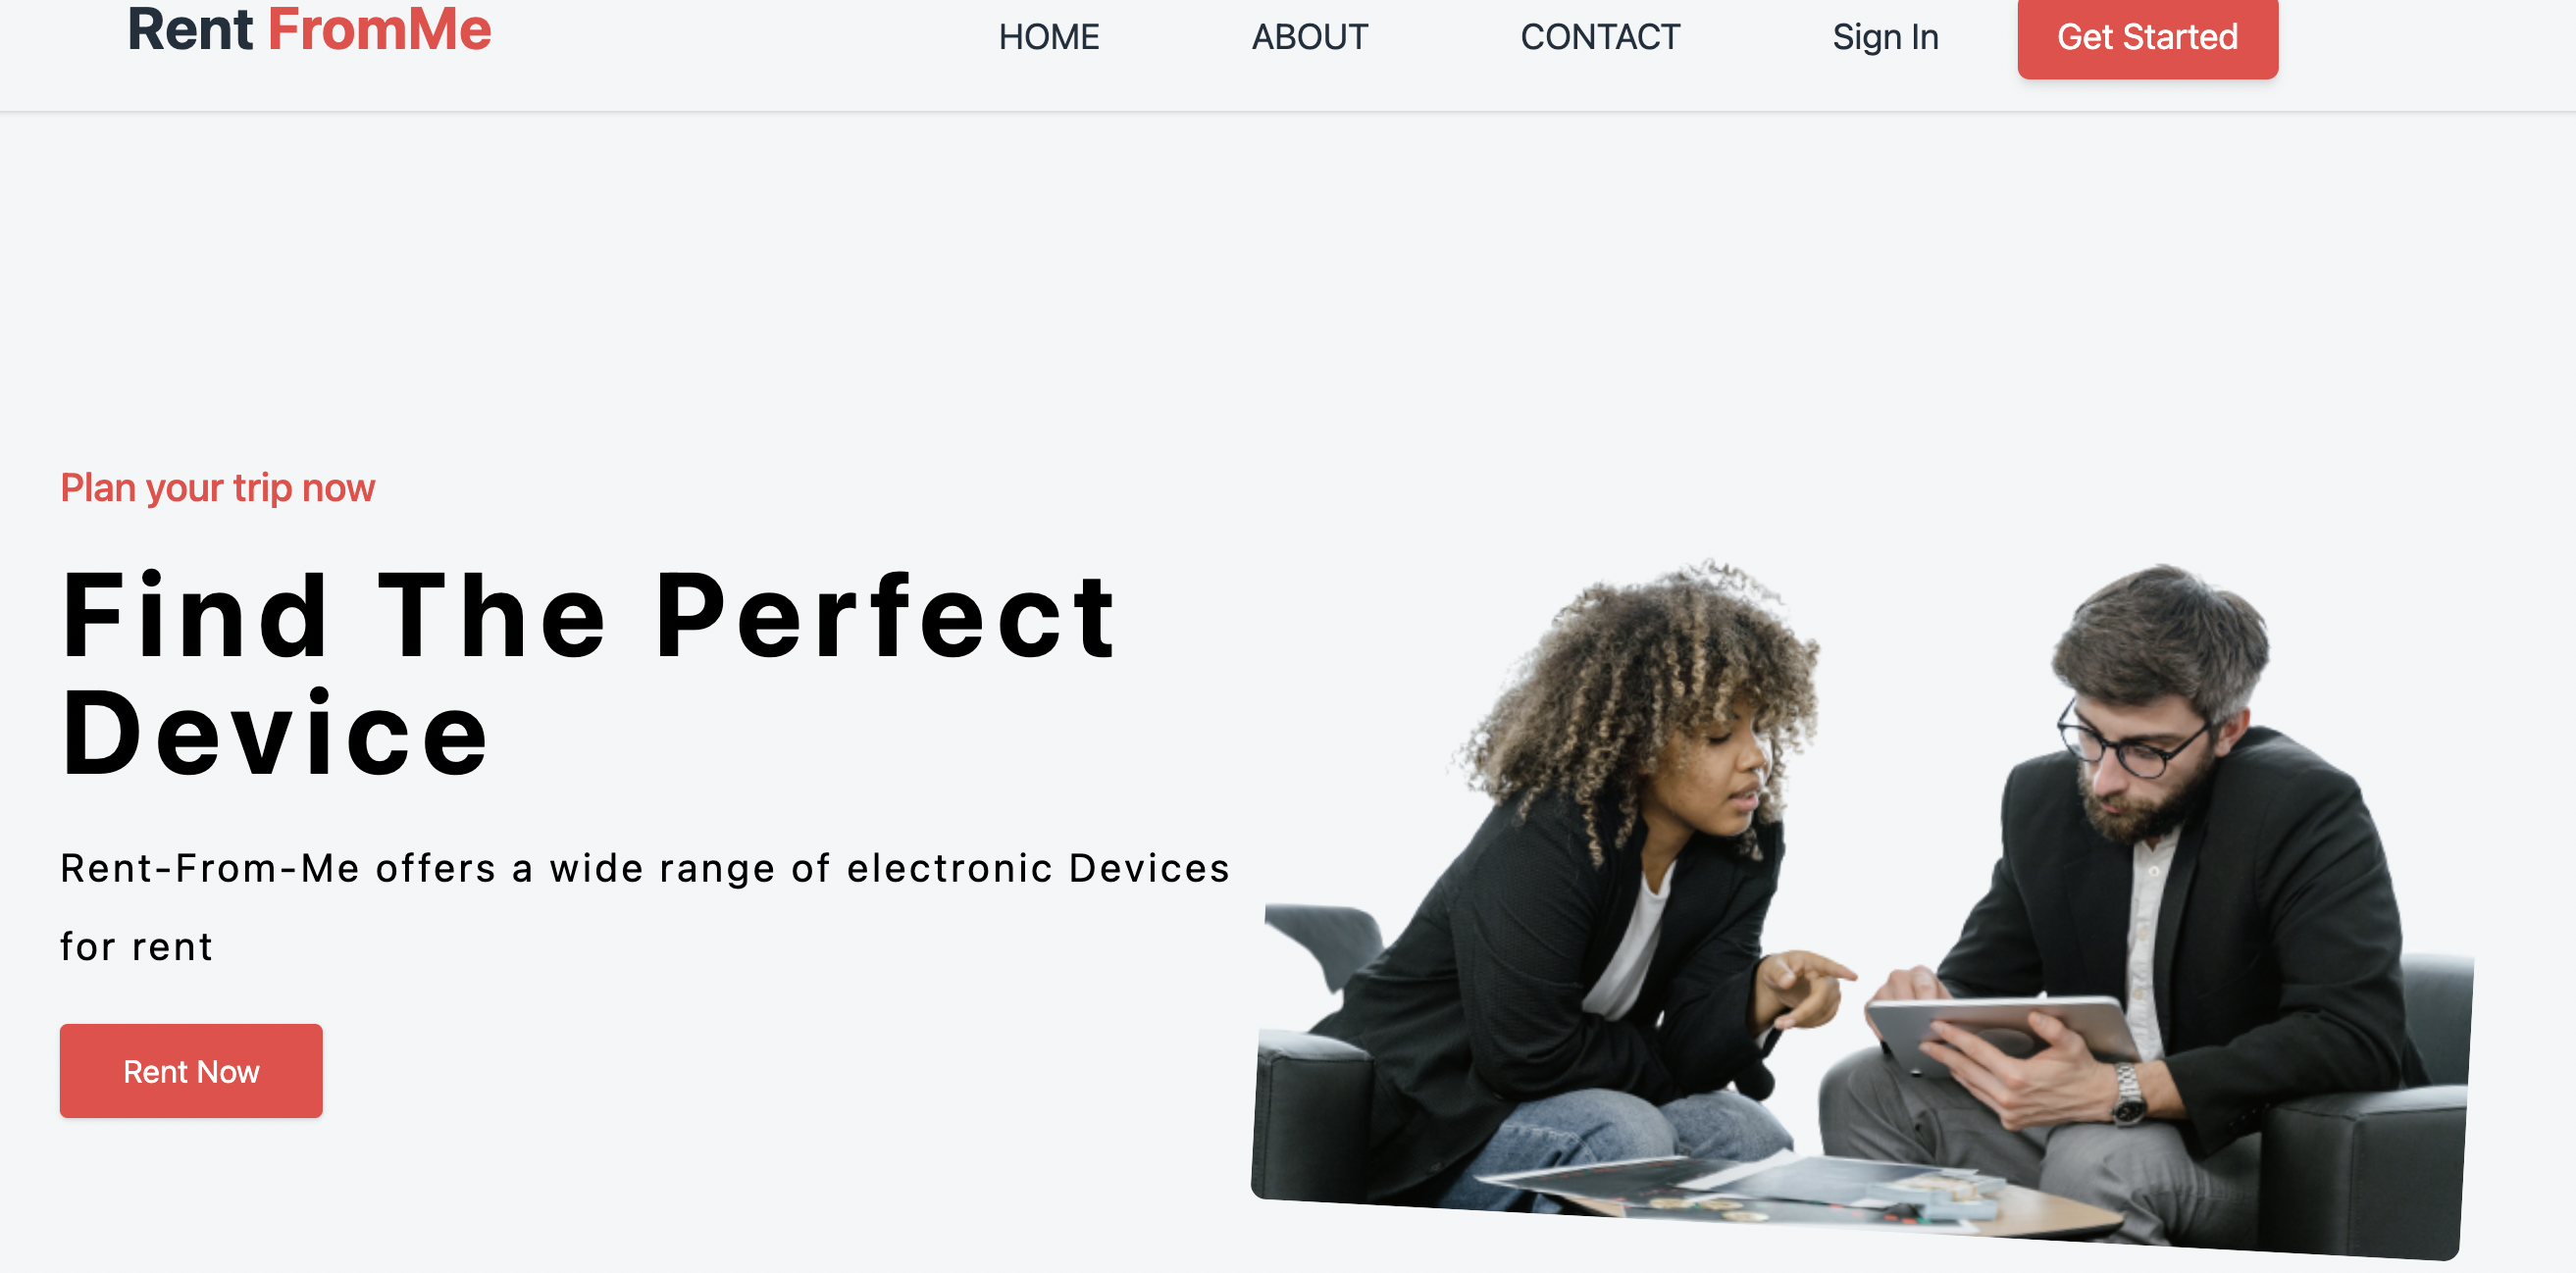 Rent FromMe HOME ABOUT CONTACT Sign In Get Started
Plan your trip now
Find The Perfect
Device
Rent-From-Me offers a wide range of electronic Devices
for rent
Rent Now